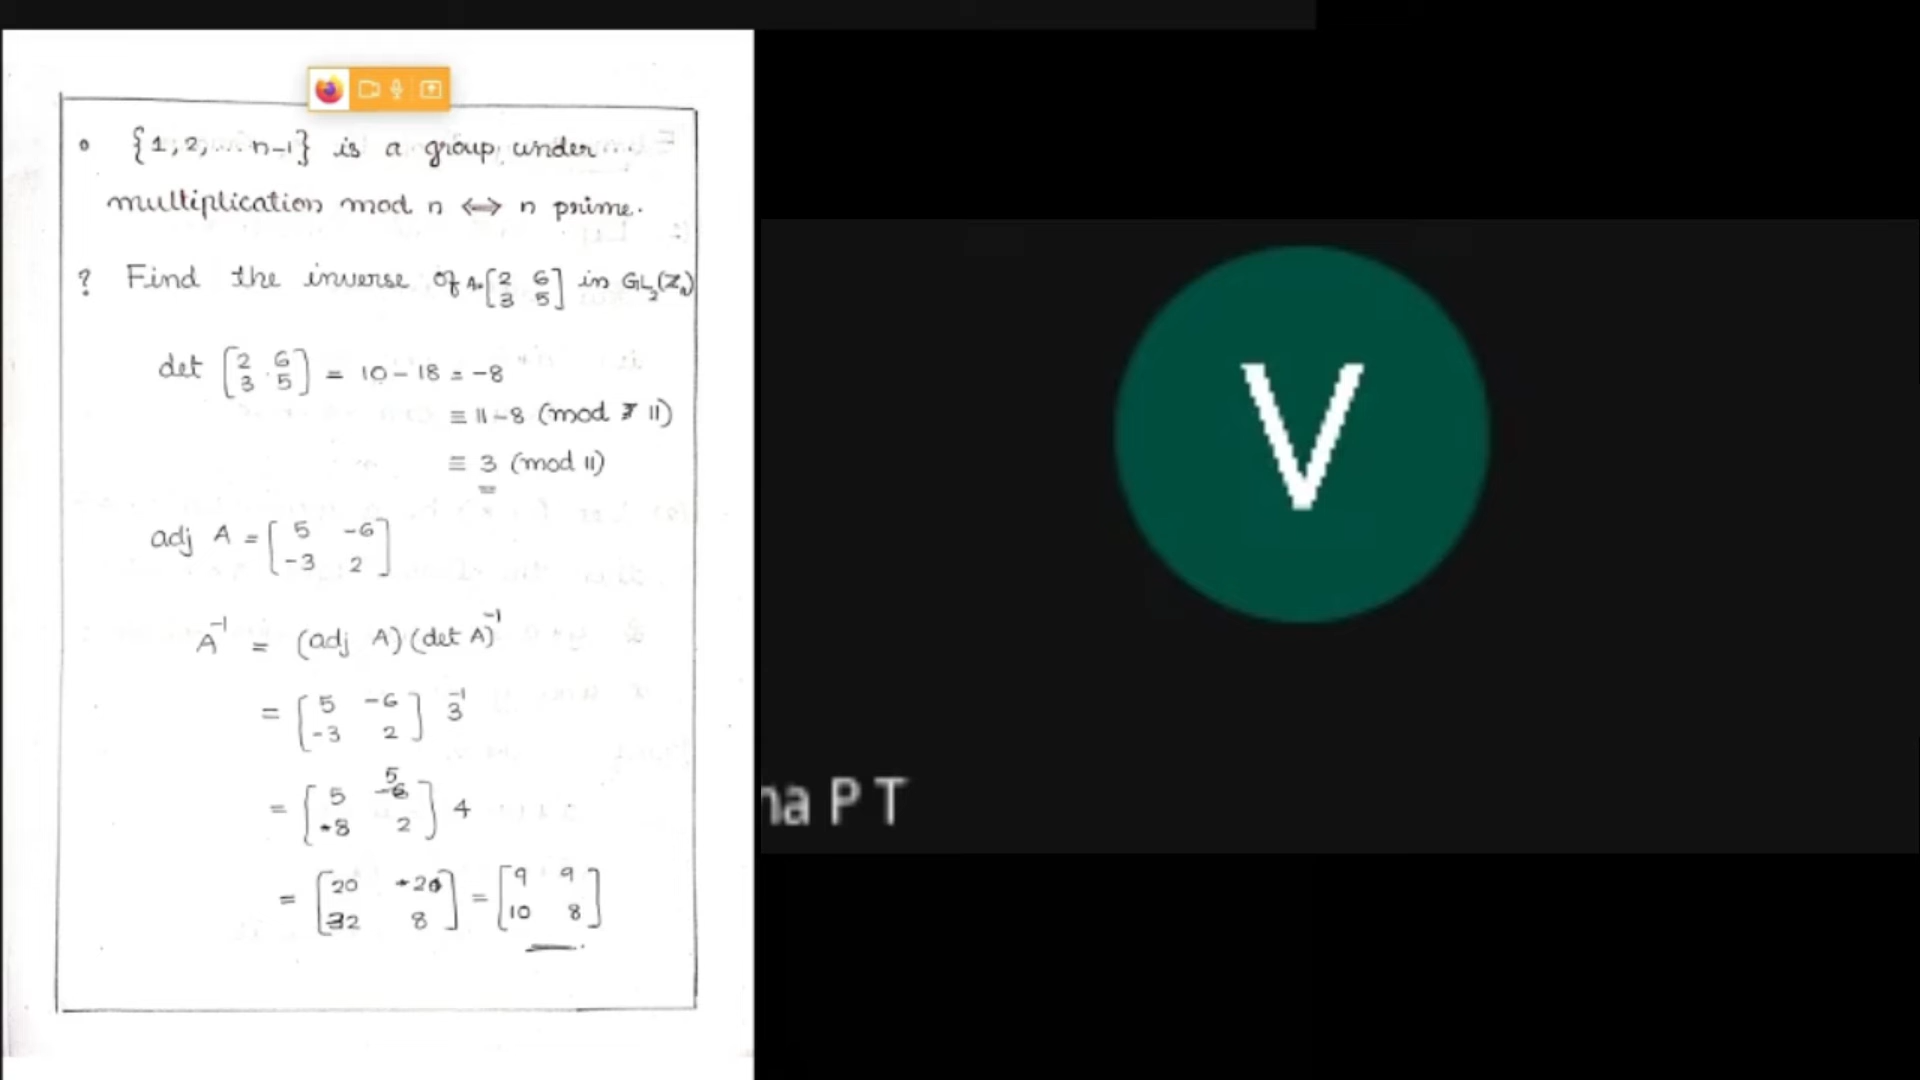 ∘ {1, 2, ... n-1} is a group under
multiplication mod n ⟺ n prime.
? Find the inverse of A = [2 6; 3 5] in GL₂(Z₁₁)
det [2 6; 3 5] = 10 - 18 = -8
≡ 11 - 8 (mod 11)
≡ 3 (mod 11)
adj A = [5 -6; -3 2]
A⁻¹ = (adj A) (det A)⁻¹
= [5 -6; -3 2] 3⁻¹
= [5 5; 8 2] 4
= [20 20; 32 8] = [9 9; 10 8]
V
P T